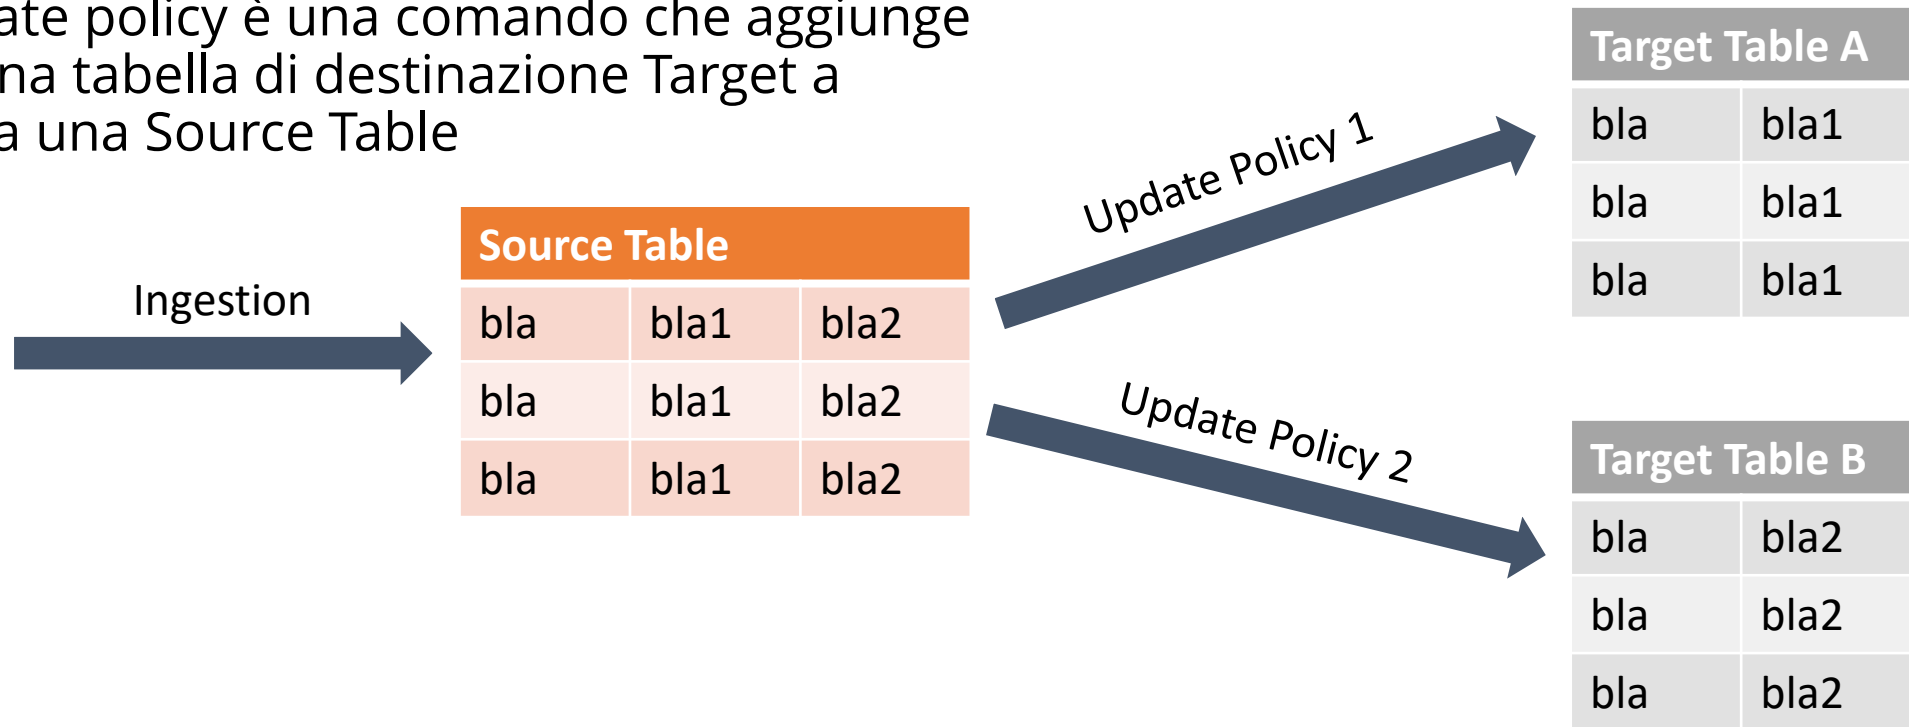 ate policy è una comando che aggiunge
na tabella di destinazione Target a
a una Source Table
Ingestion
Source Table
bla bla1 bla2
bla bla1 bla2
bla bla1 bla2
Update Policy 1
Update Policy 2
Target Table A
bla bla1
bla bla1
bla bla1
Target Table B
bla bla2
bla bla2
bla bla2